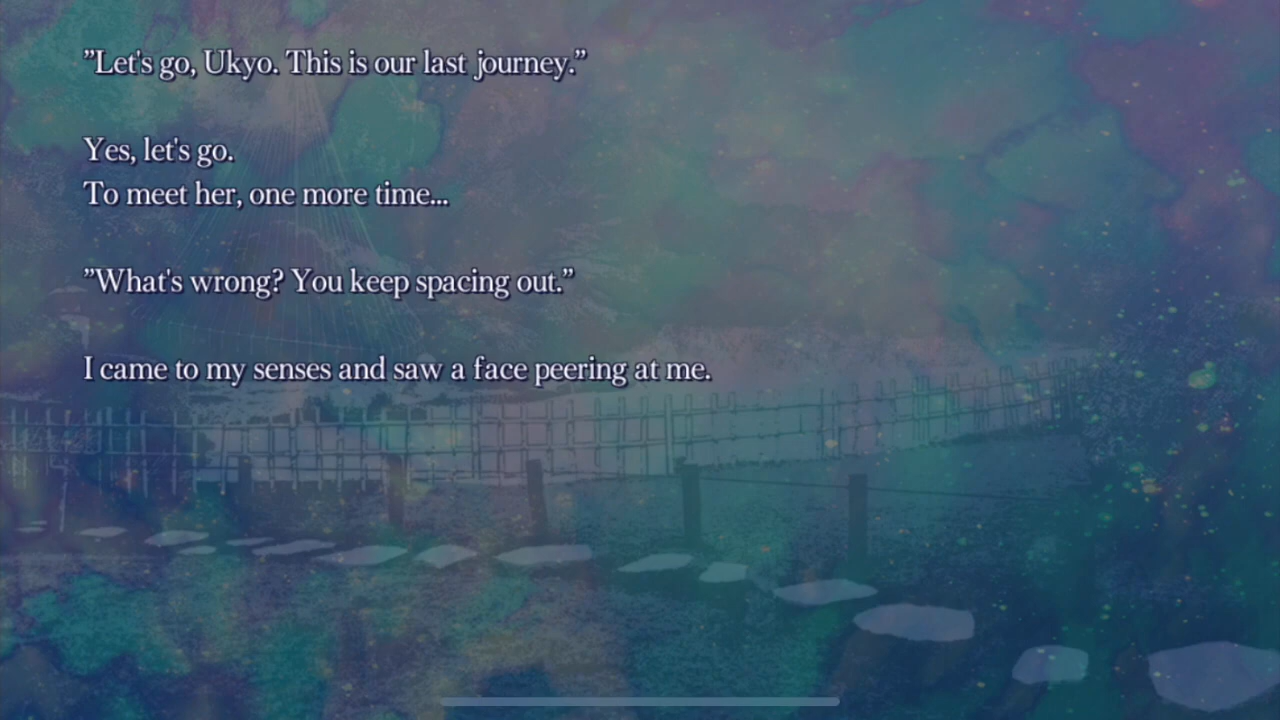 ”Let's go, Ukyo. This is our last journey.”
Yes, let's go.
To meet her, one more time...
”What's wrong? You keep spacing out.”
I came to my senses and saw a face peering at me.